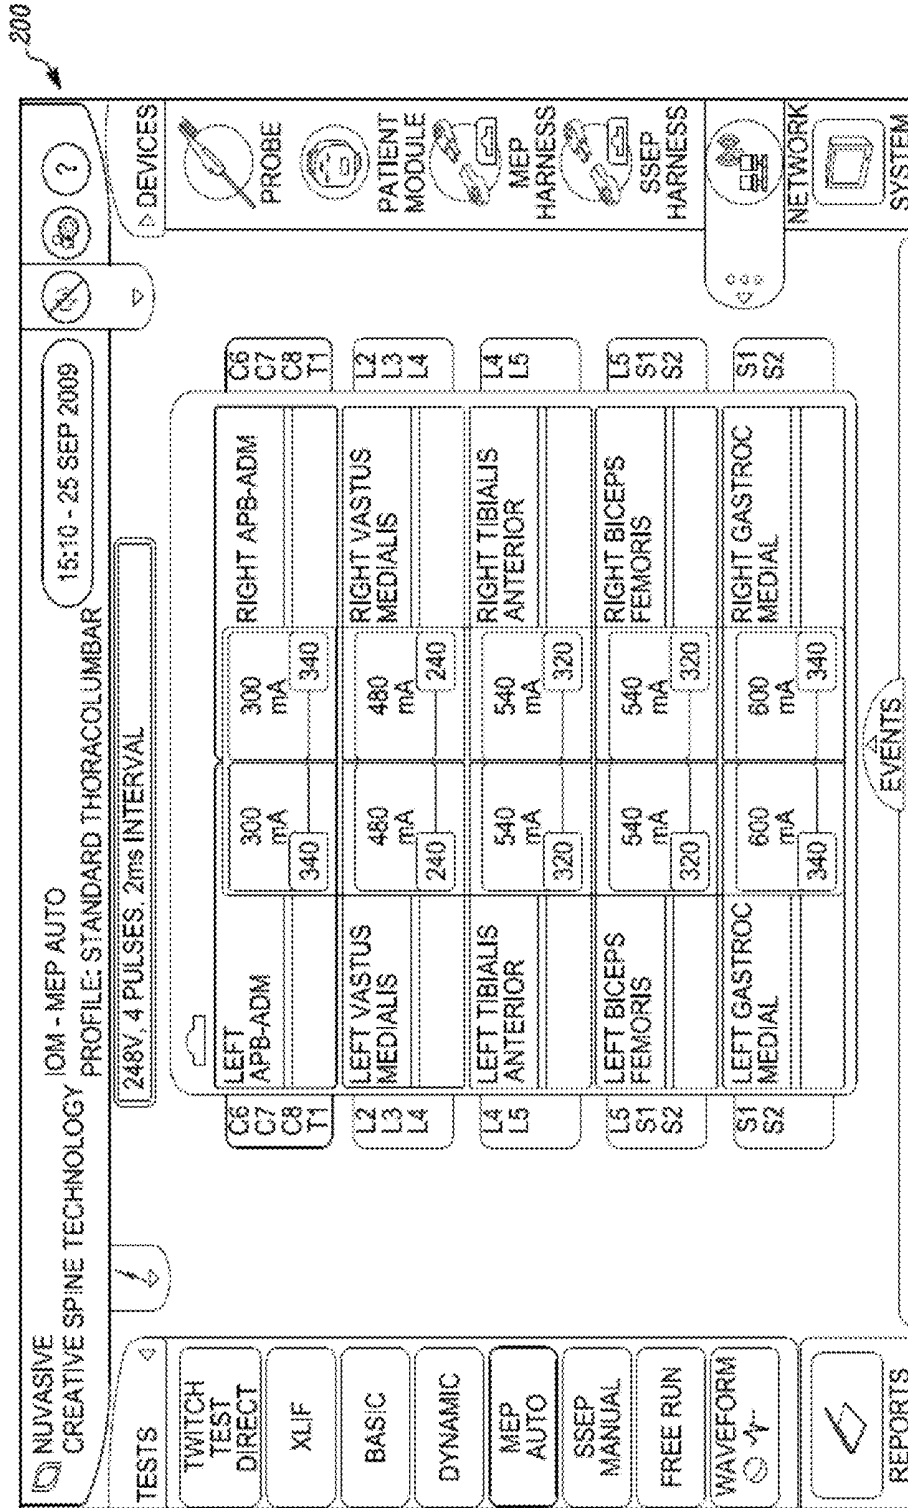 200
NUVASIVE
CREATIVE SPINE TECHNOLOGY
IOM - MEP AUTO
PROFILE: STANDARD THORACOLUMBAR
15:10 - 25 SEP 2009
?
TESTS
248V, 4 PULSES, 2ms INTERVAL
DEVICES
TWITCH
TEST
DIRECT
XLIF
BASIC
DYNAMIC
MEP
AUTO
SSEP
MANUAL
FREE RUN
WAVEFORM
REPORTS
C6
C7
C8
T1
LEFT
APB-ADM
300
mA
340
300
mA
340
RIGHT APB-ADM
C6
C7
C8
T1
L2
L3
L4
LEFT VASTUS
MEDIALIS
480
mA
240
480
mA
240
RIGHT VASTUS
MEDIALIS
L2
L3
L4
L4
L5
LEFT TIBIALIS
ANTERIOR
540
mA
320
540
mA
320
RIGHT TIBIALIS
ANTERIOR
L4
L5
L5
S1
S2
LEFT BICEPS
FEMORIS
540
mA
320
540
mA
320
RIGHT BICEPS
FEMORIS
L5
S1
S2
S1
S2
LEFT GASTROC
MEDIAL
600
mA
340
600
mA
340
RIGHT GASTROC
MEDIAL
S1
S2
EVENTS
PROBE
PATIENT
MODULE
MEP
HARNESS
SSEP
HARNESS
NETWORK
SYSTEM